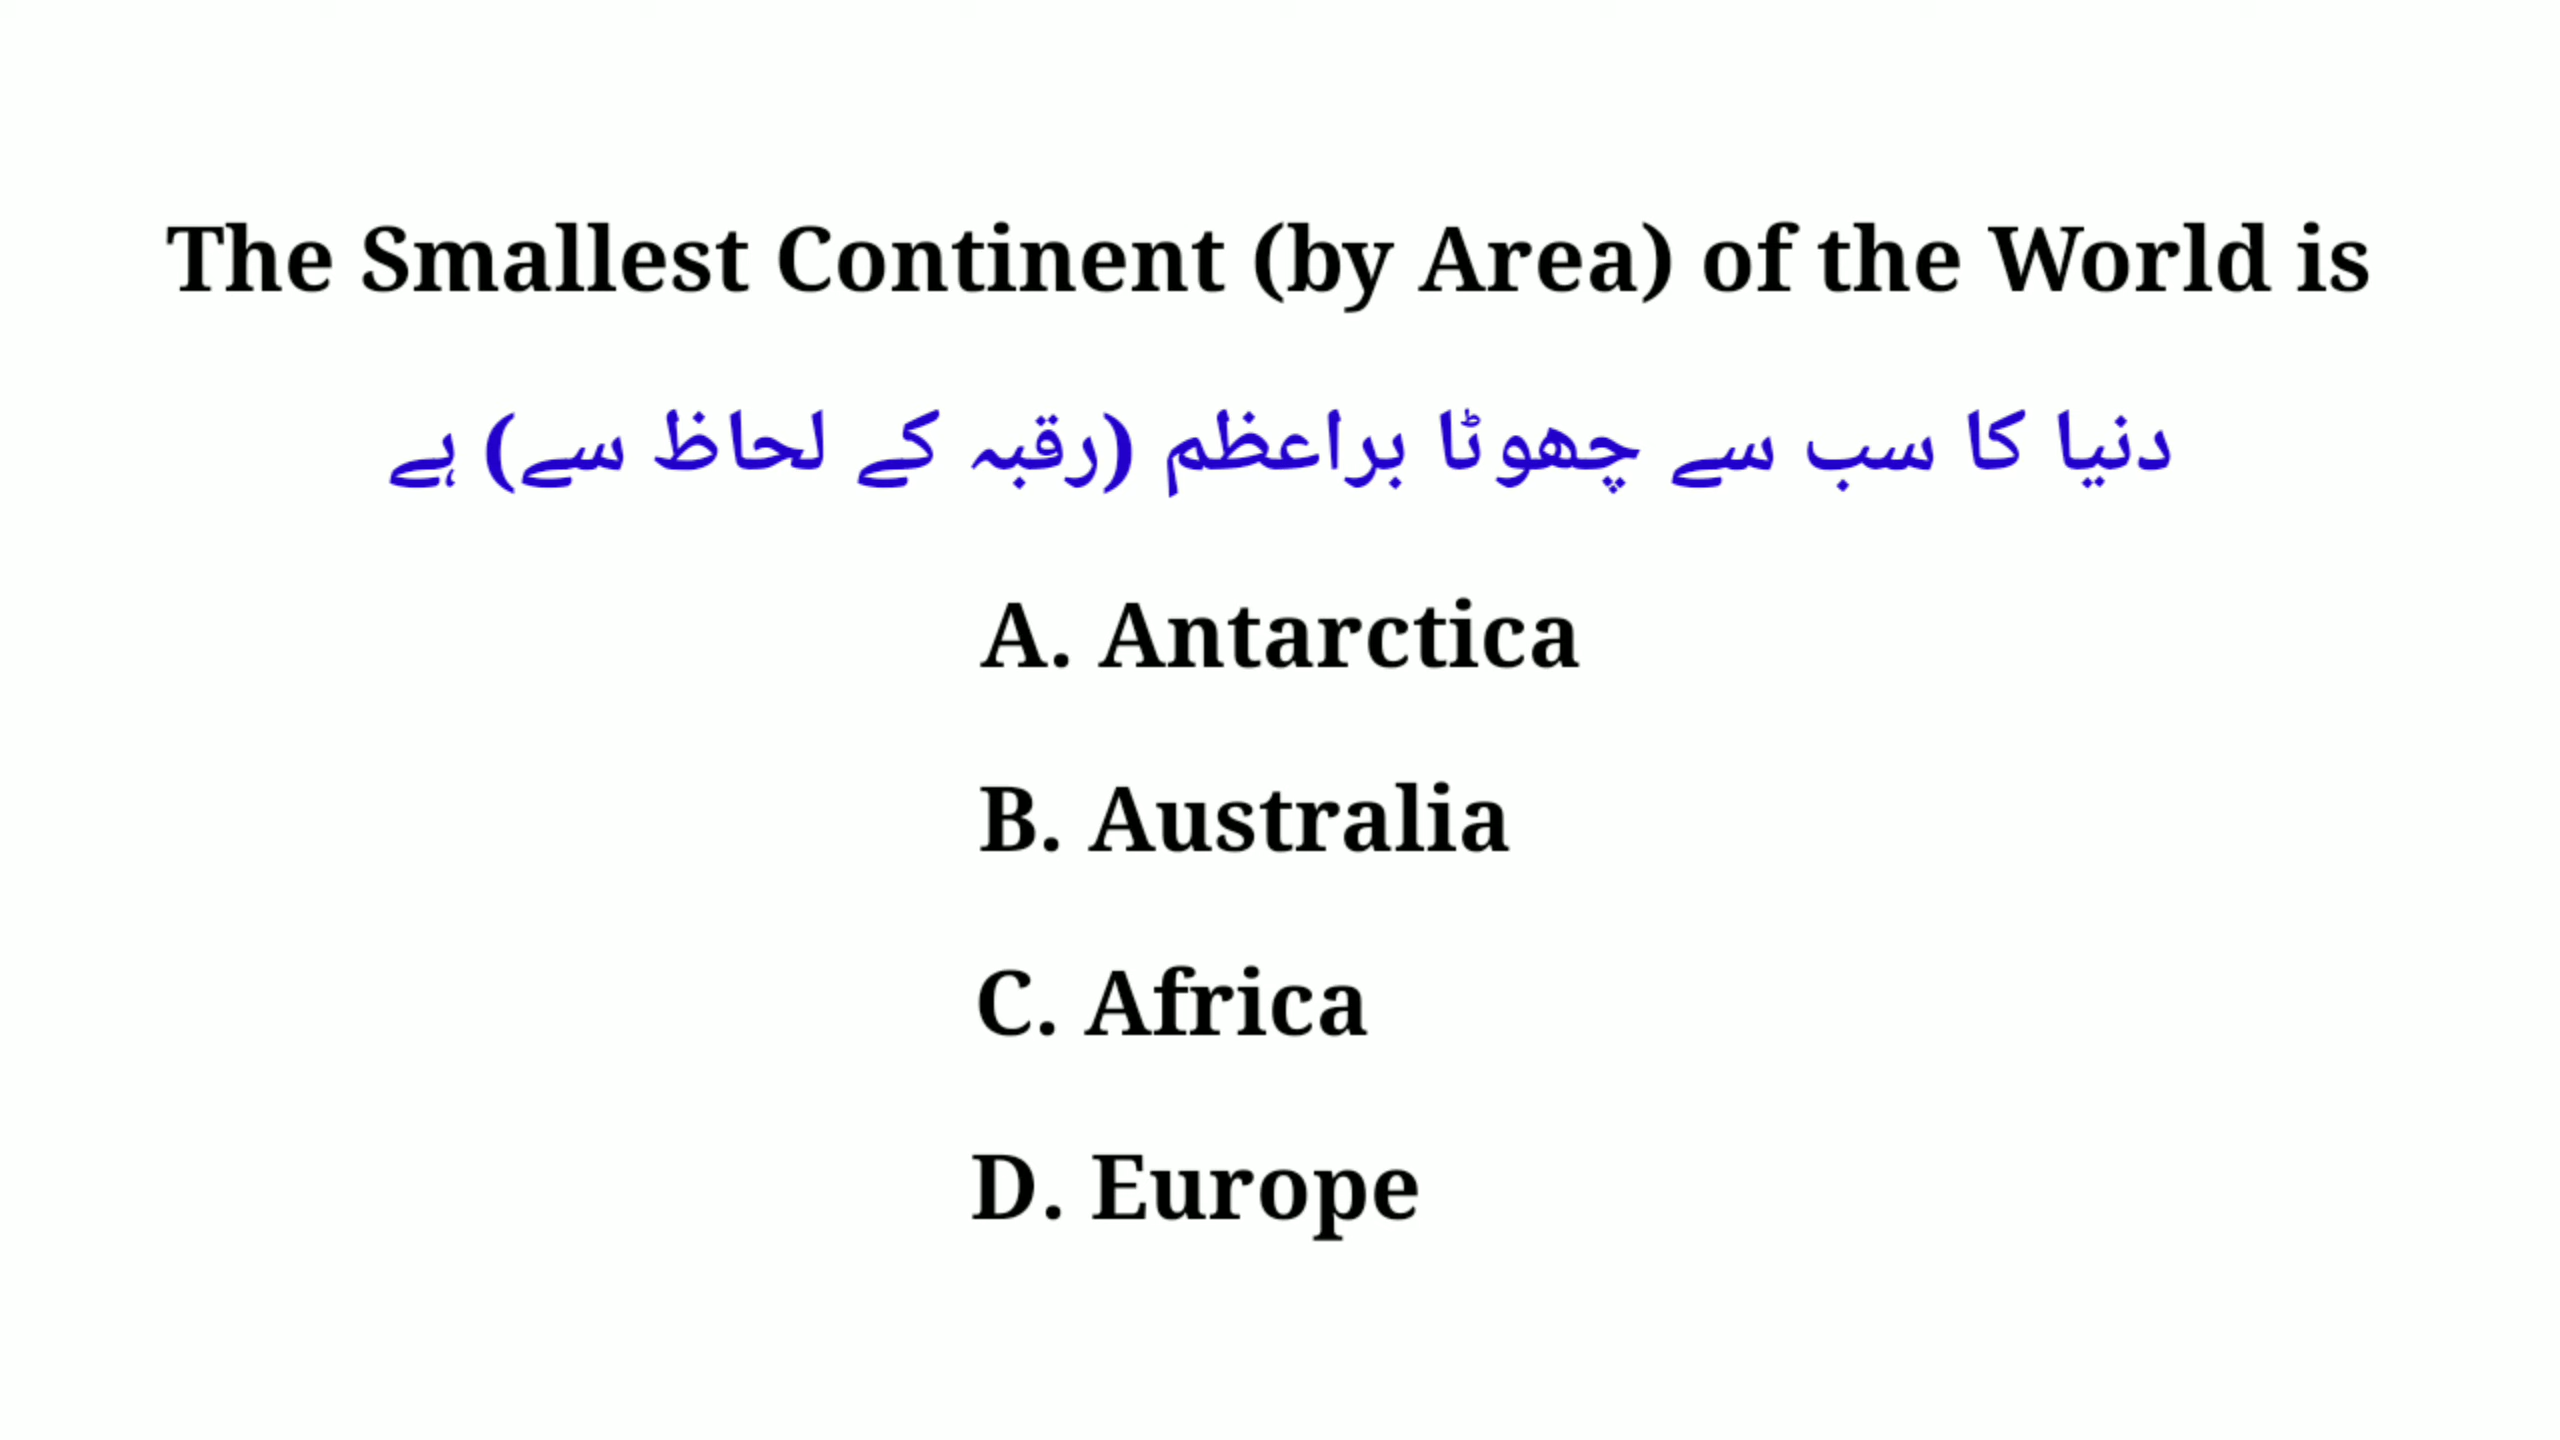 The Smallest Continent (by Area) of the World is
دنیا کا سب سے چھوٹا براعظم (رقبہ کے لحاظ سے) ہے
A. Antarctica
B. Australia
C. Africa
D. Europe